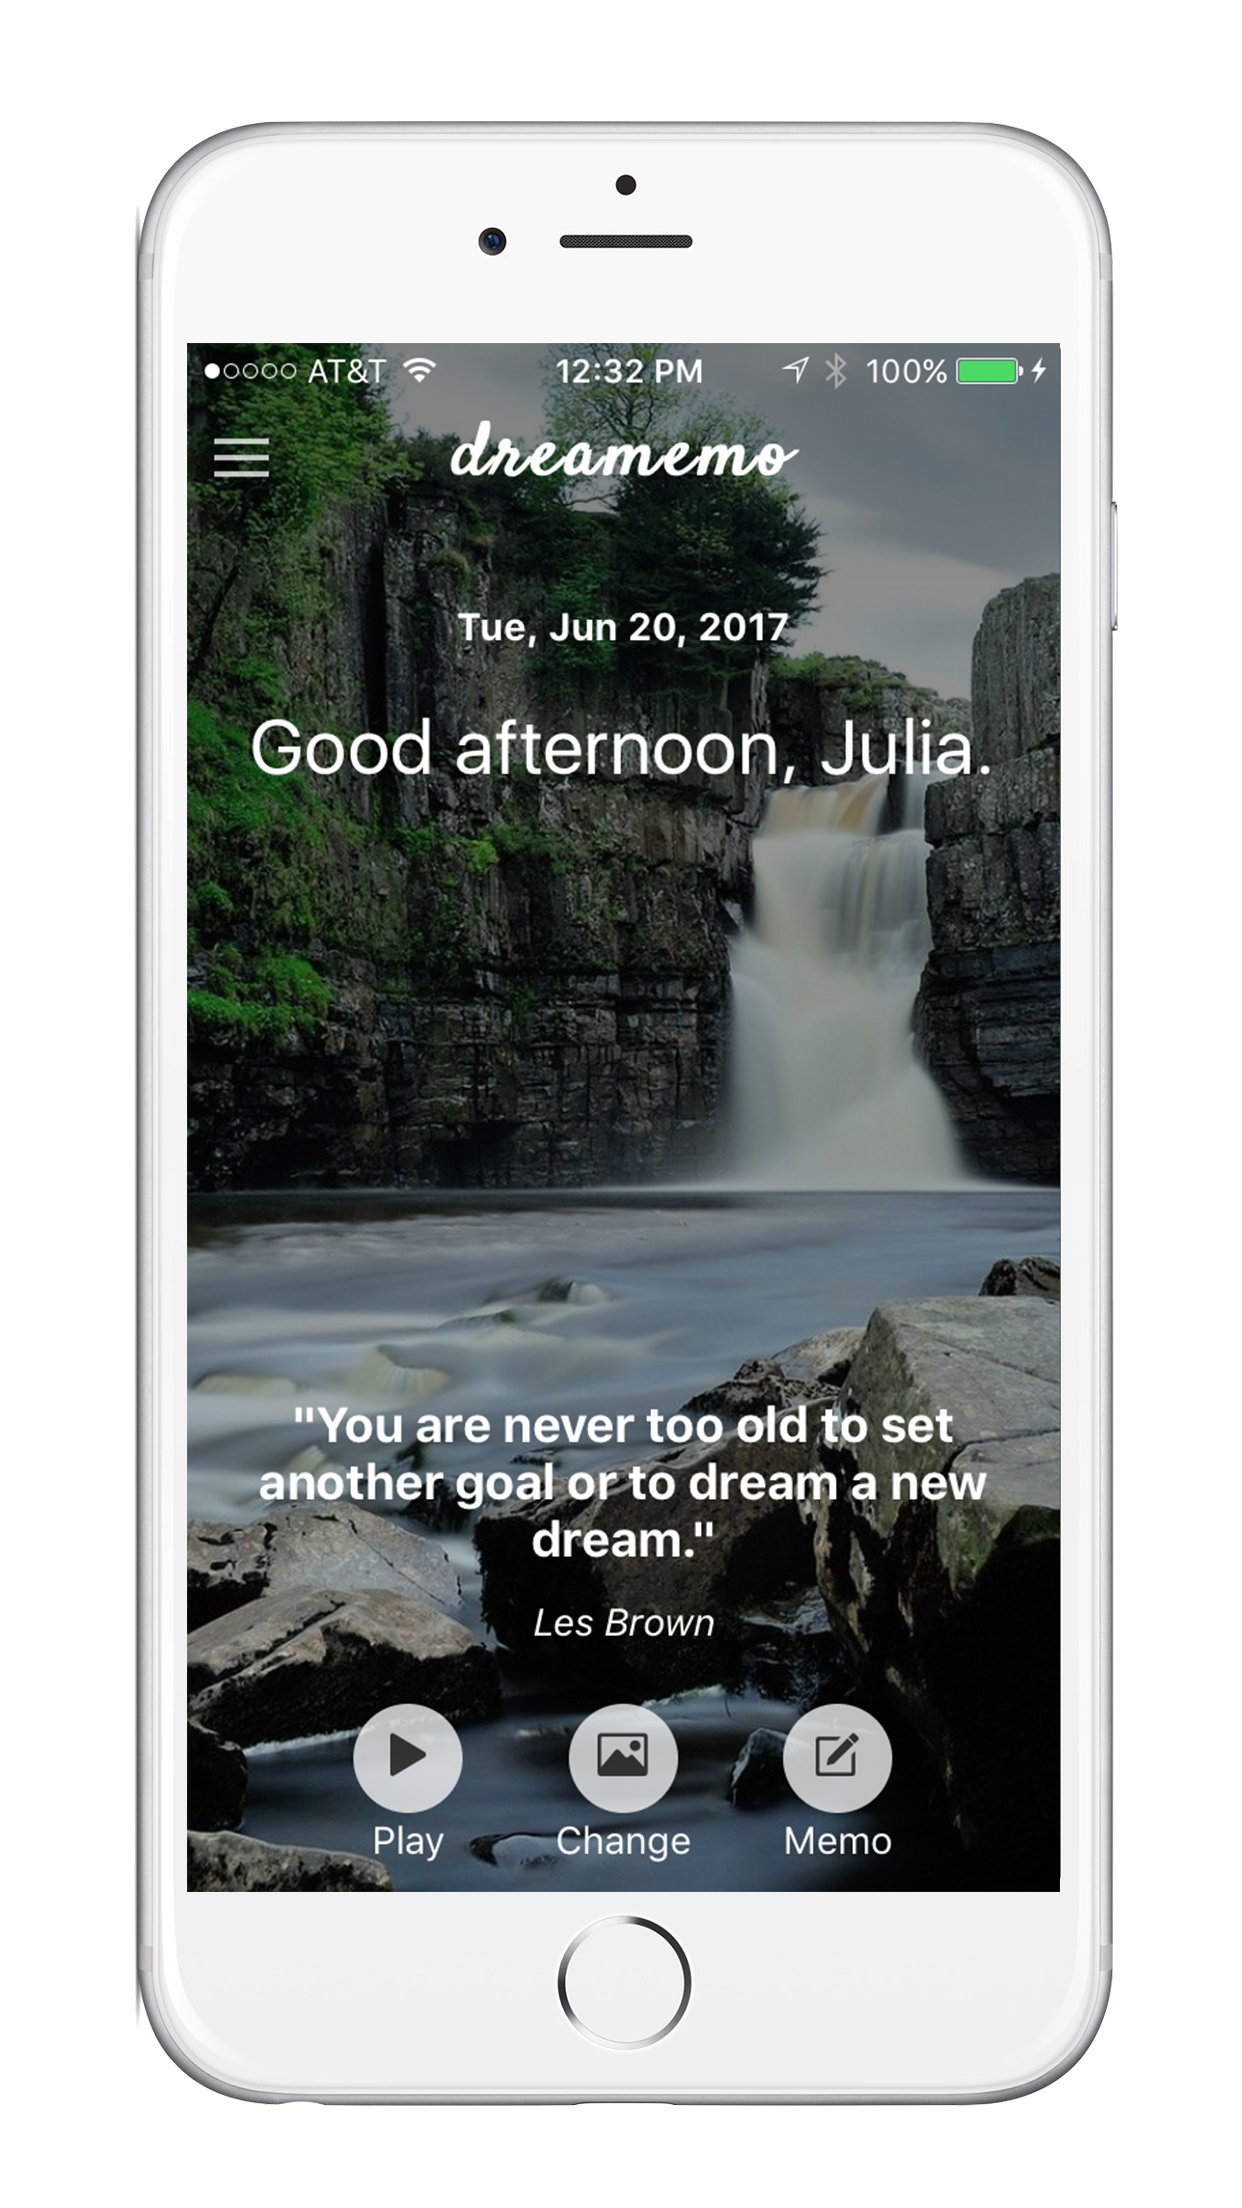 AT&T 12:32 PM 100%
dreamemo
Tue, Jun 20, 2017
Good afternoon, Julia.
"You are never too old to set
another goal or to dream a new
dream."
Les Brown
Play Change Memo